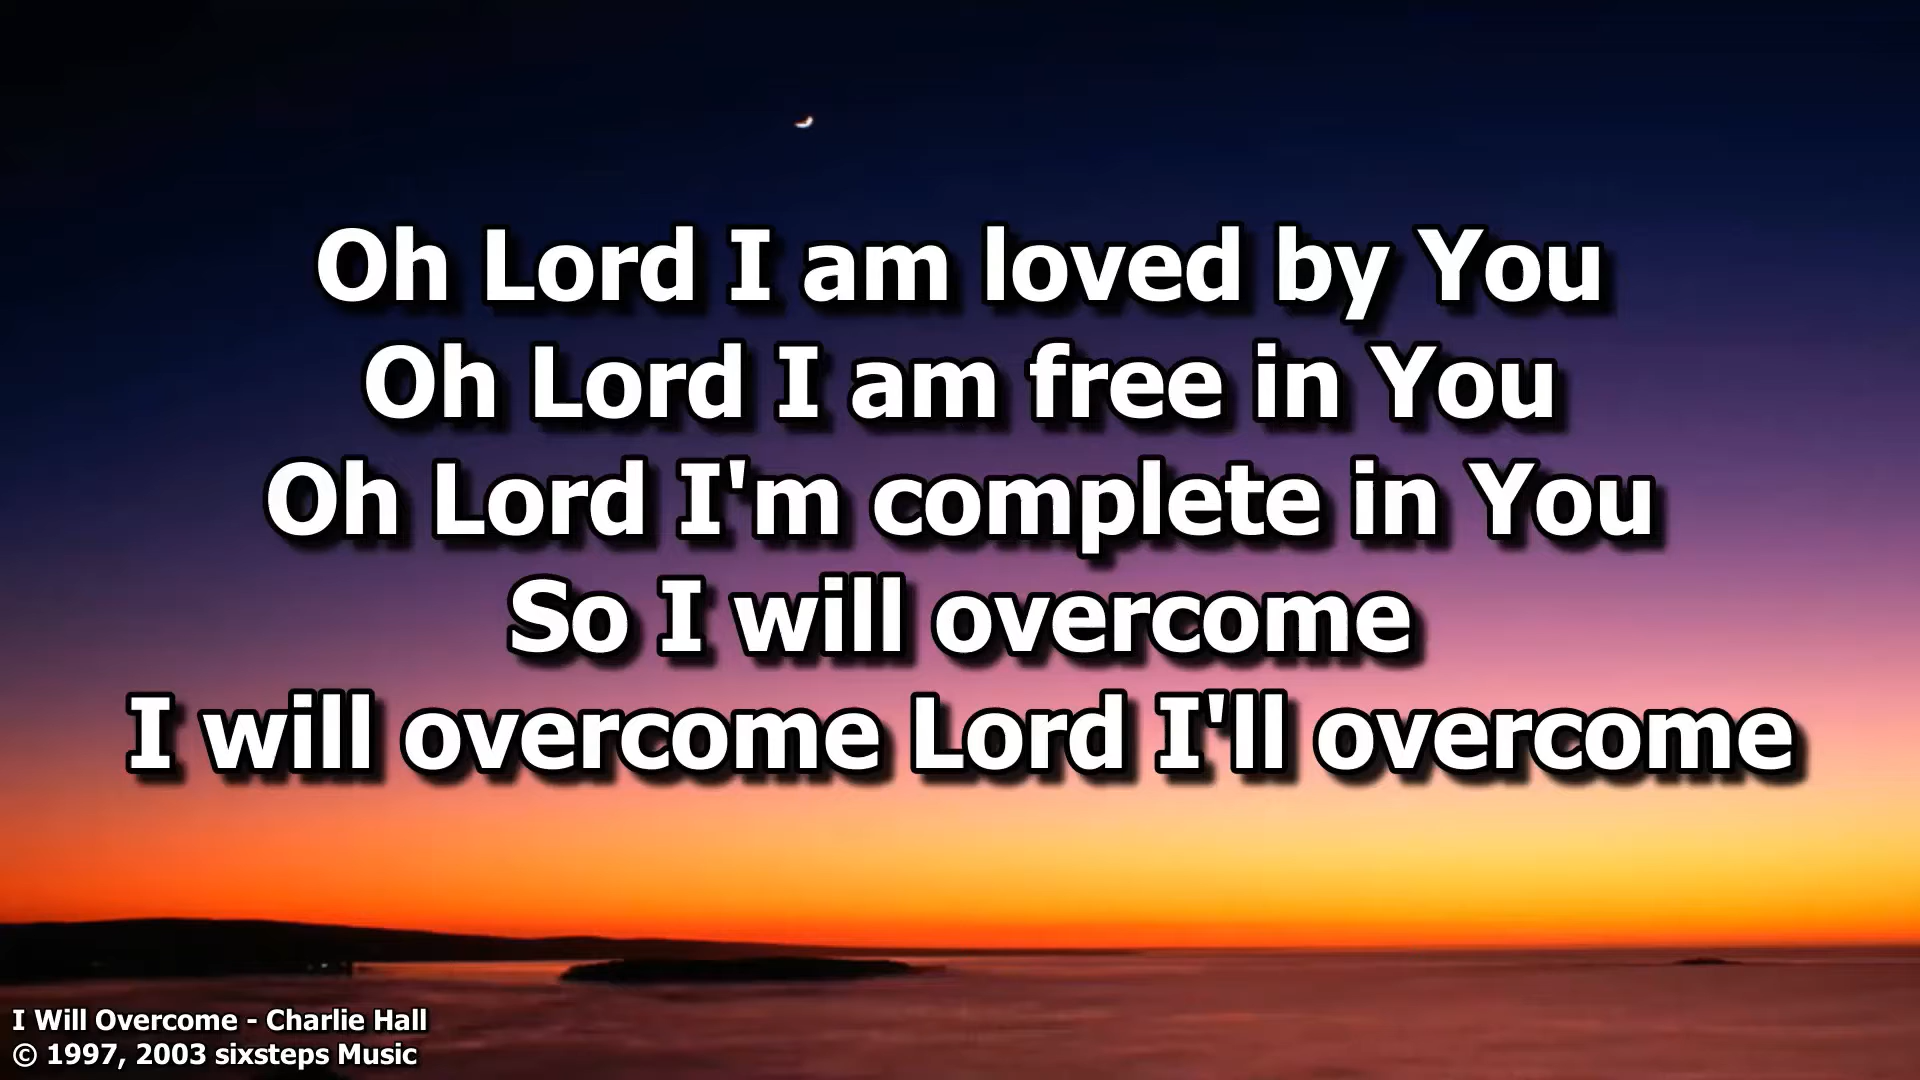 Oh Lord I am loved by You
Oh Lord I am free in You
Oh Lord I'm complete in You
So I will overcome
I will overcome Lord I'll overcome
I Will Overcome - Charlie Hall
© 1997, 2003 sixsteps Music